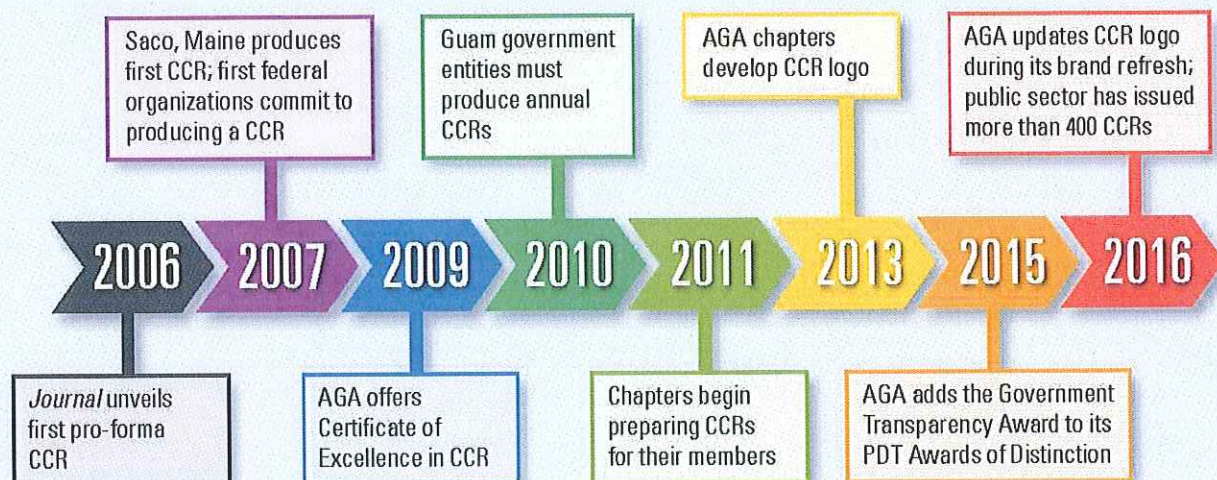 Saco, Maine produces
first CCR; first federal
organizations commit to
producing a CCR
Guam government
entities must
produce annual
CCRs
AGA chapters
develop CCR logo
AGA updates CCR logo
during its brand refresh;
public sector has issued
more than 400 CCRs
2006
2007
2009
2010
2011
2013
2015
2016
Journal unveils
first pro-forma
CCR
AGA offers
Certificate of
Excellence in CCR
Chapters begin
preparing CCRs
for their members
AGA adds the Government
Transparency Award to its
PDT Awards of Distinction